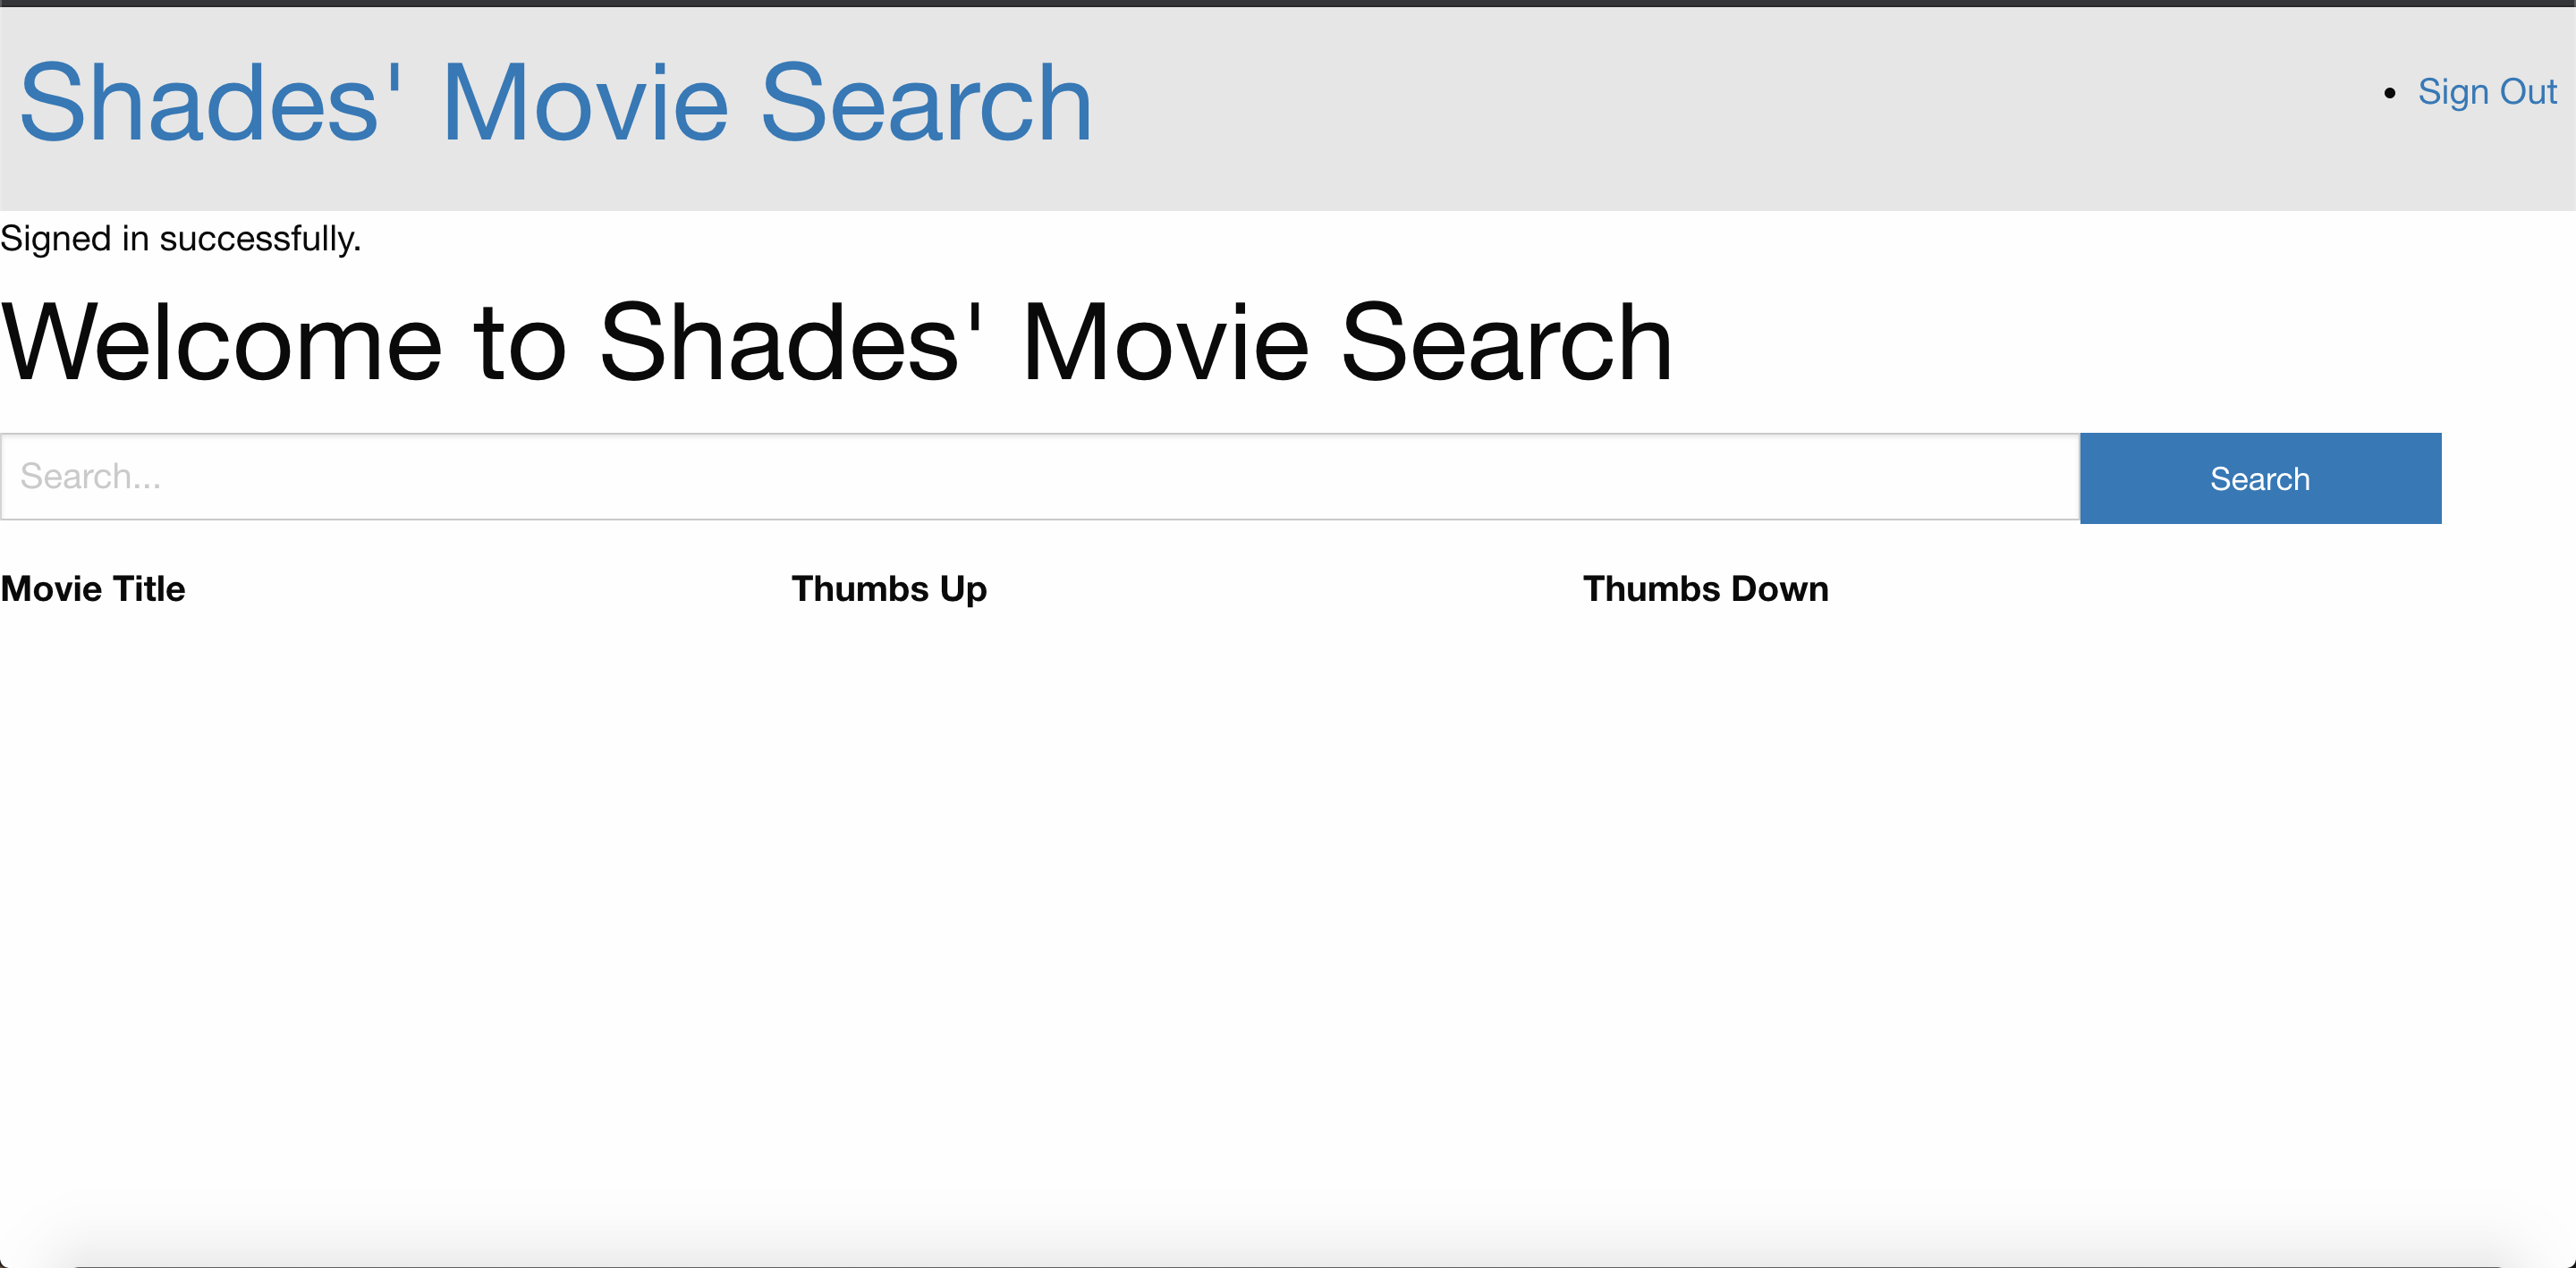 Shades' Movie Search
Sign Out
Signed in successfully.
Welcome to Shades' Movie Search
Search...
Search
Movie Title Thumbs Up Thumbs Down